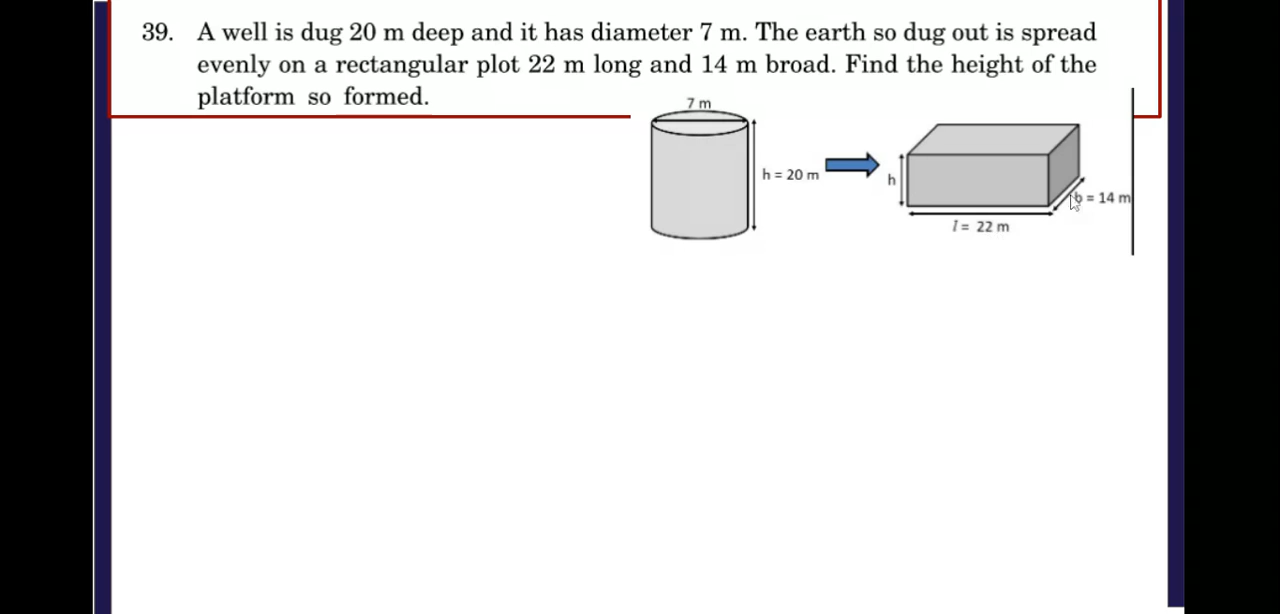 39. A well is dug 20 m deep and it has diameter 7 m. The earth so dug out is spread
evenly on a rectangular plot 22 m long and 14 m broad. Find the height of the
platform so formed.
7 m
h = 20 m
h
b = 14 m
l = 22 m